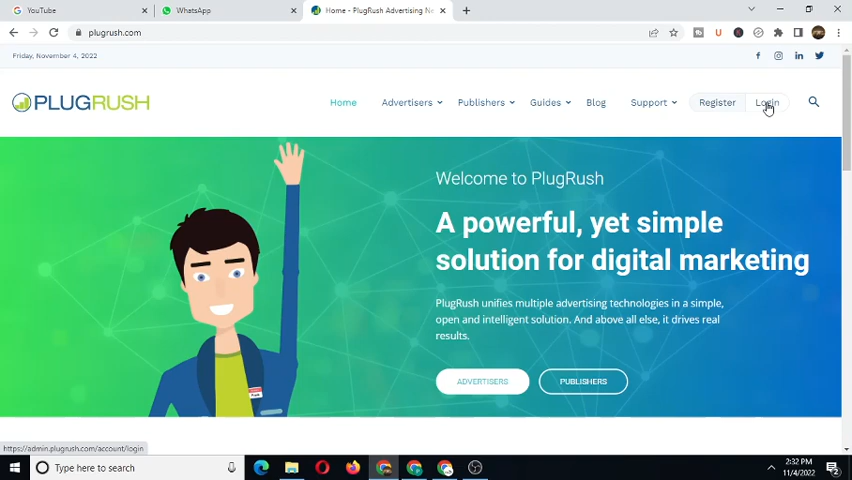 YouTube
WhatsApp
Home - PlugRush Advertising Ne
plugrush.com
Friday, November 4, 2022
PLUGRUSH
Home
Advertisers
Publishers
Guides
Blog
Support
Register
Login
Welcome to PlugRush
A powerful, yet simple
solution for digital marketing
PlugRush unifies multiple advertising technologies in a simple,
open and intelligent solution. And above all else, it drives real
results.
ADVERTISERS
PUBLISHERS
https://admin.plugrush.com/account/login
Type here to search
2:32 PM
11/4/2022